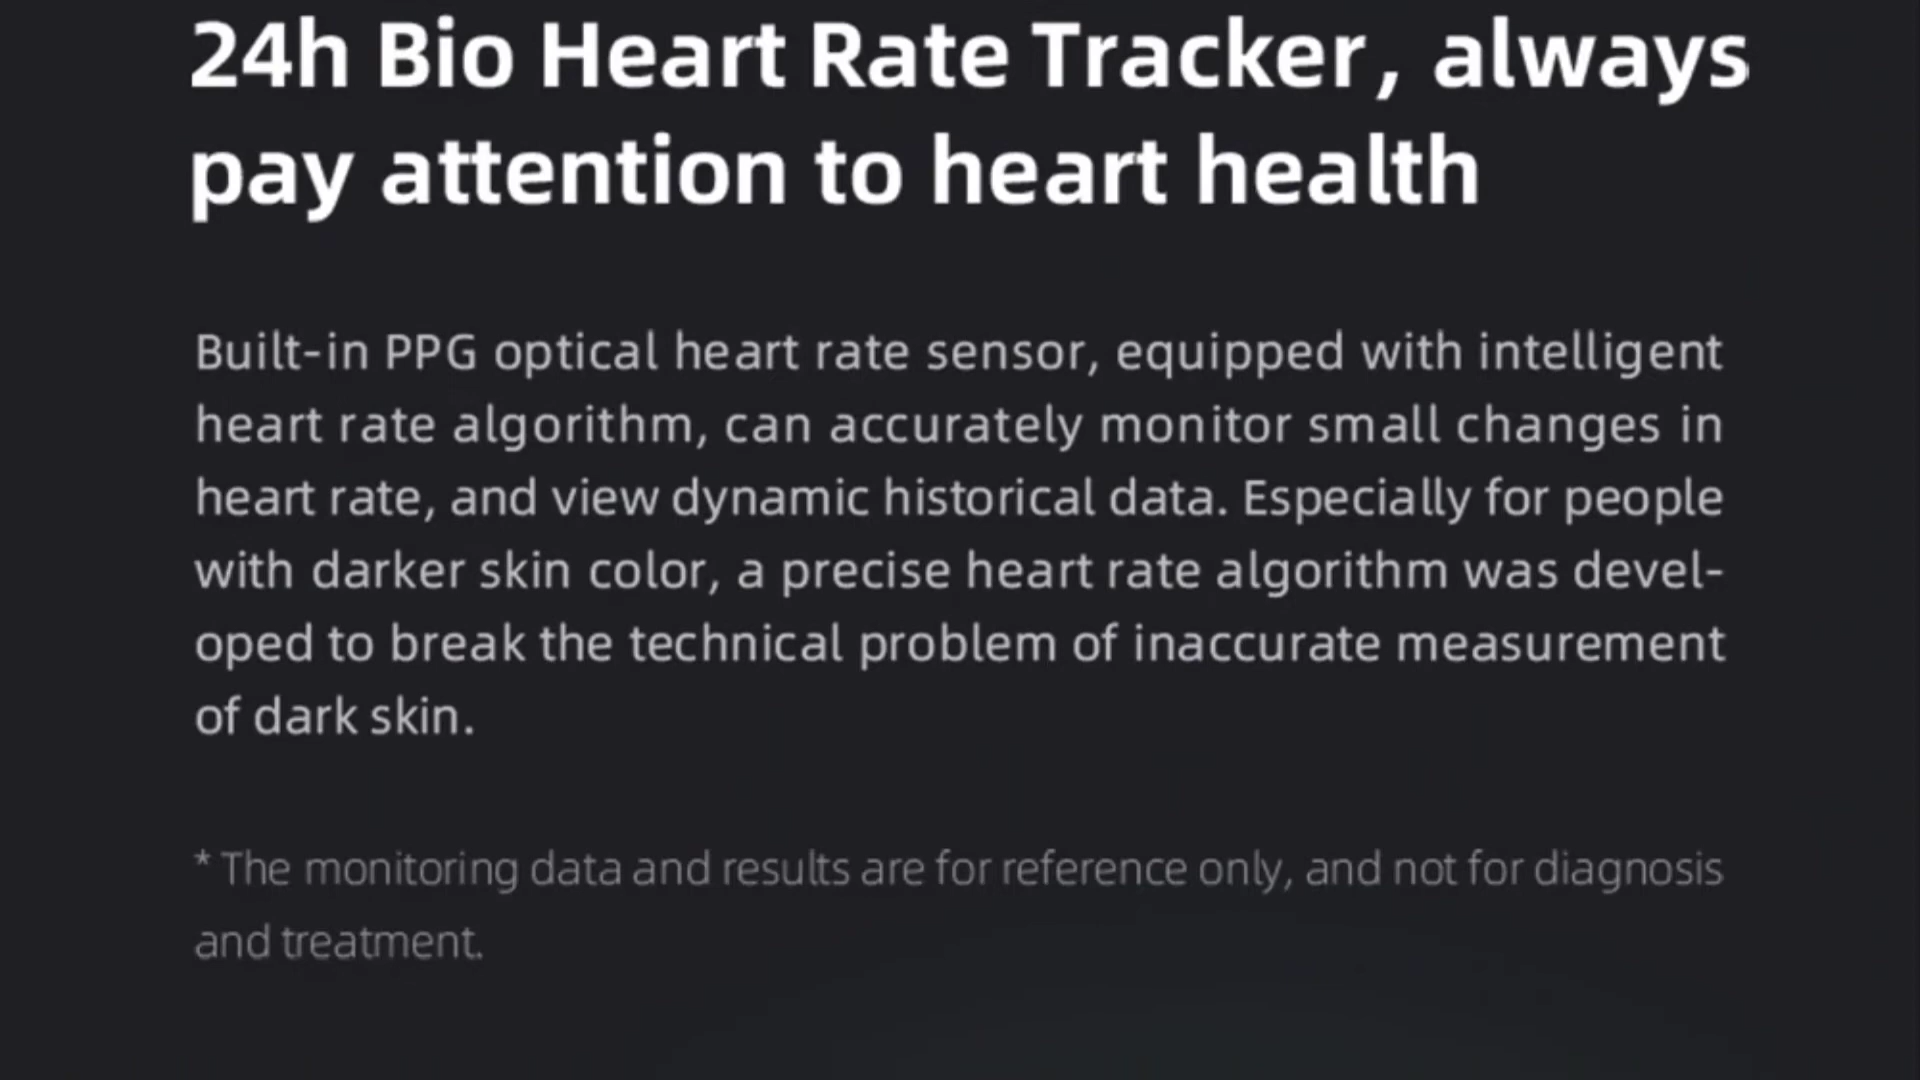 24h Bio Heart Rate Tracker, always
pay attention to heart health
Built-in PPG optical heart rate sensor, equipped with intelligent
heart rate algorithm, can accurately monitor small changes in
heart rate, and view dynamic historical data. Especially for people
with darker skin color, a precise heart rate algorithm was devel-
oped to break the technical problem of inaccurate measurement
of dark skin.
* The monitoring data and results are for reference only, and not for diagnosis
and treatment.